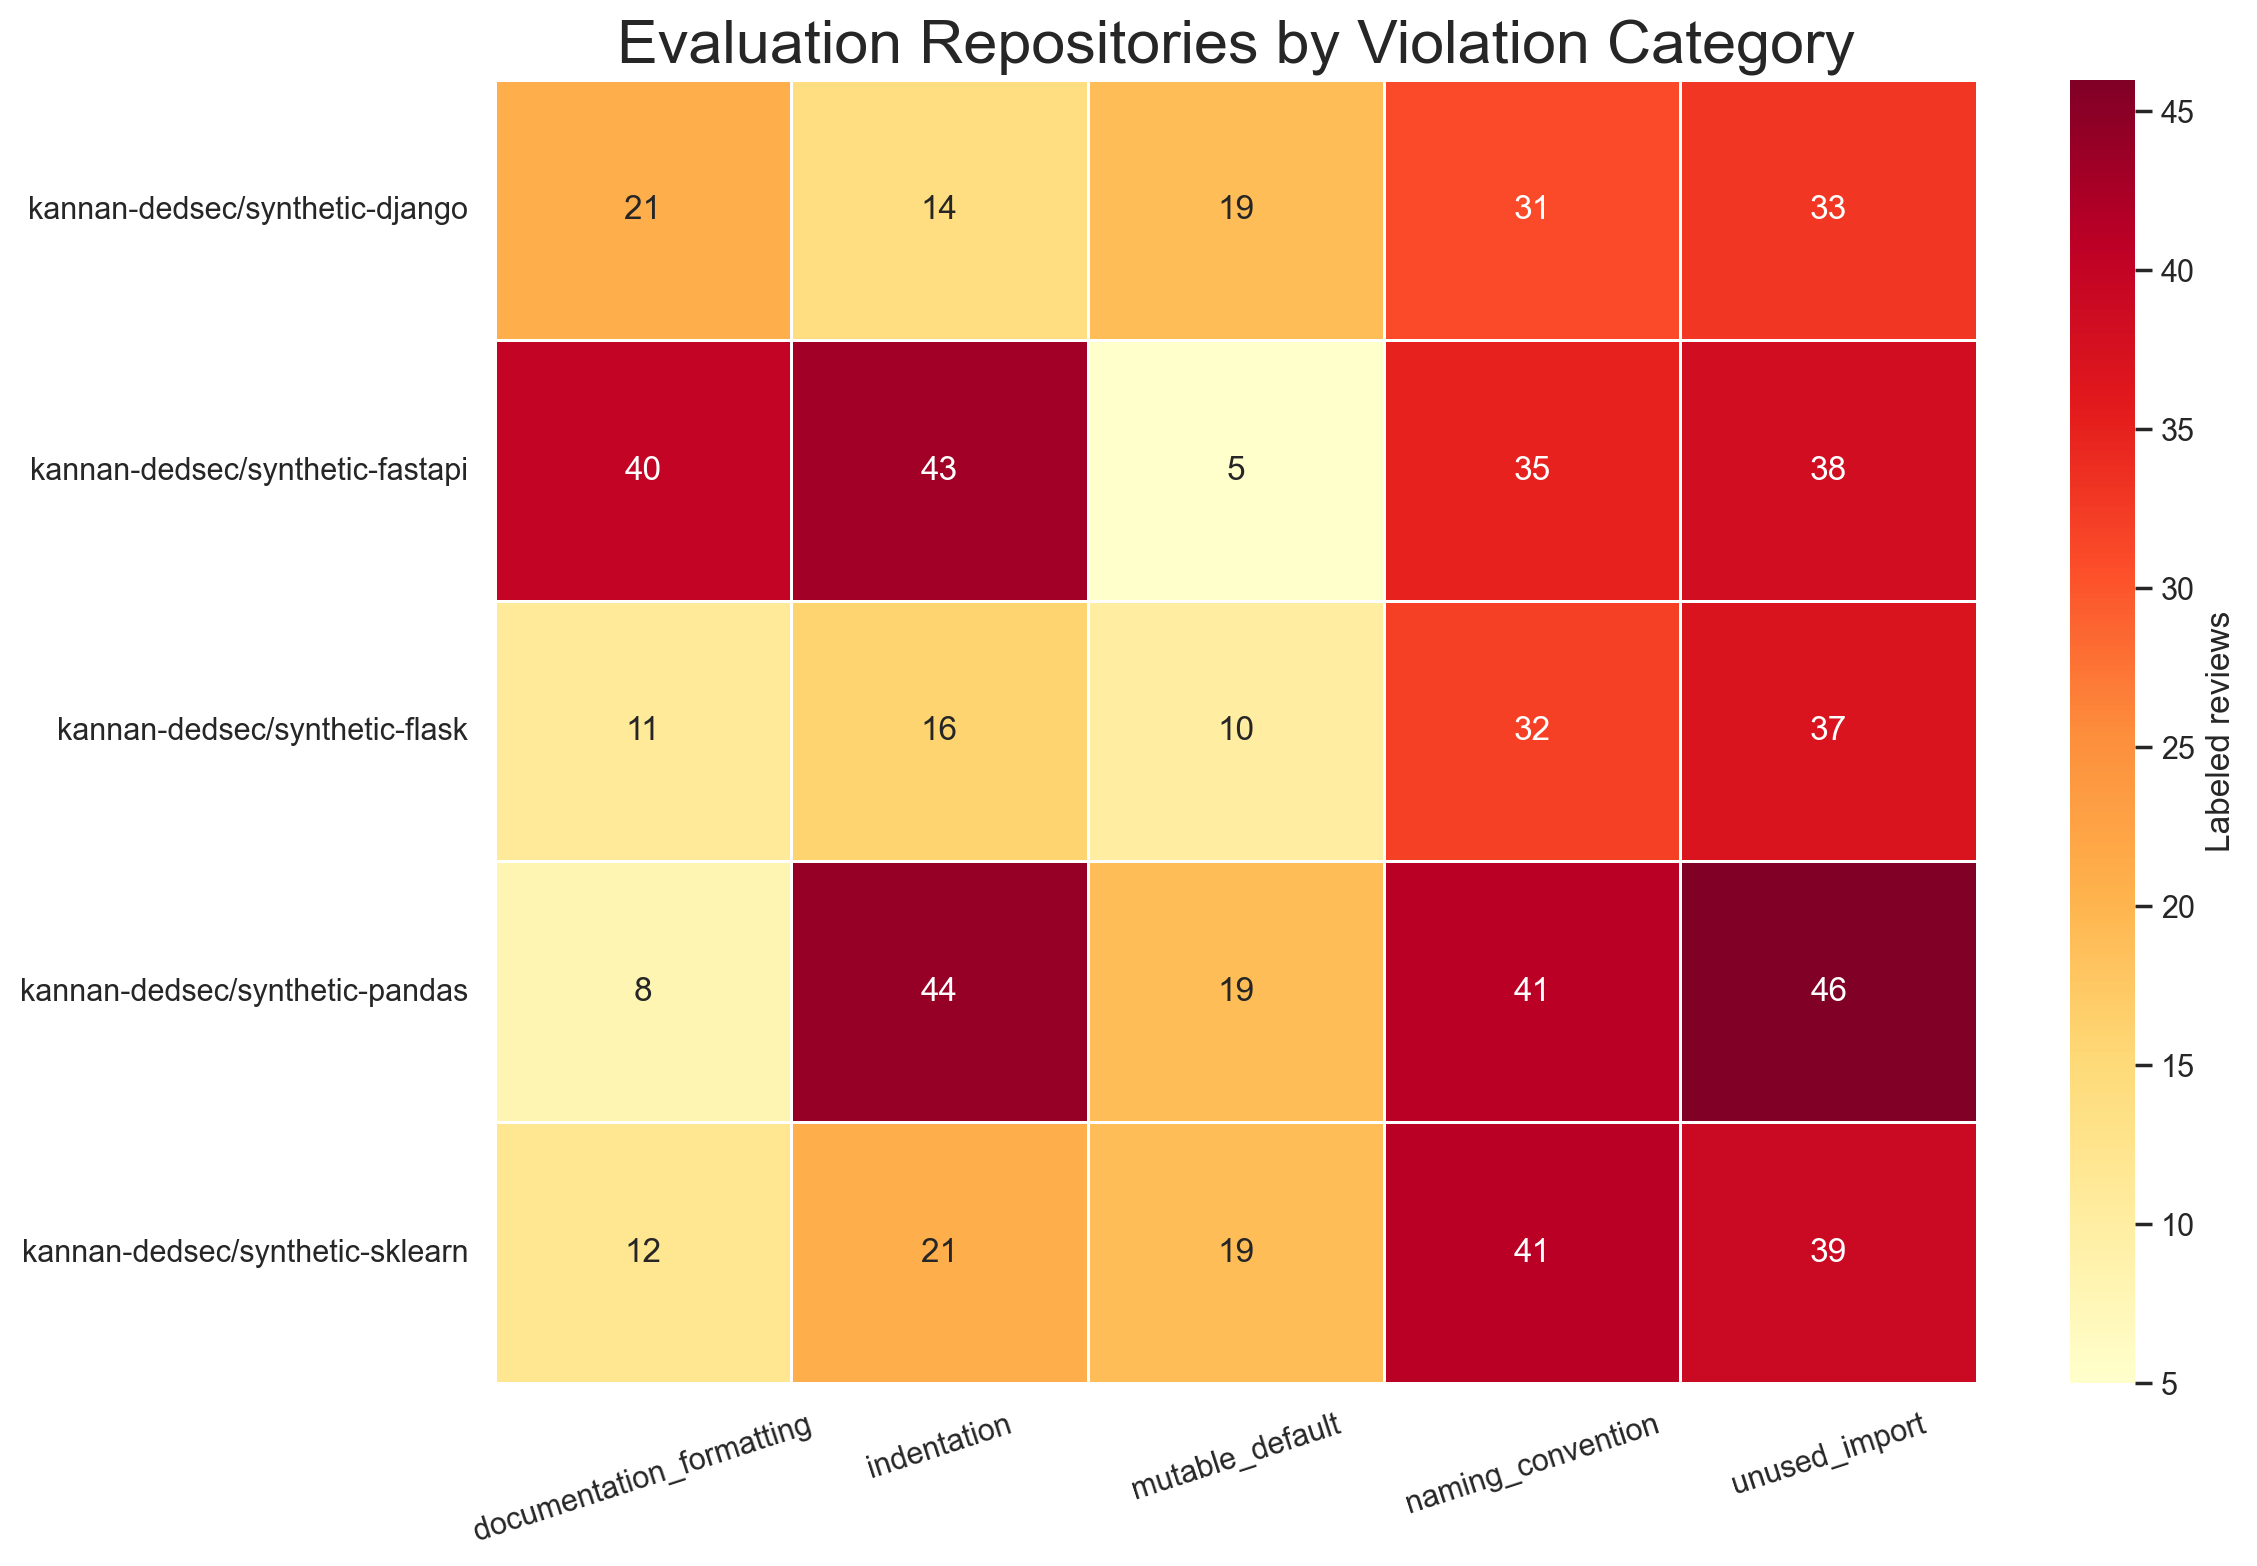 Evaluation Repositories by Violation Category
kannan-dedsec/synthetic-django 21 14 19 31 33
kannan-dedsec/synthetic-fastapi 40 43 5 35 38
kannan-dedsec/synthetic-flask 11 16 10 32 37
kannan-dedsec/synthetic-pandas 8 44 19 41 46
kannan-dedsec/synthetic-sklearn 12 21 19 41 39
documentation_formatting indentation mutable_default naming_convention unused_import
45
40
35
30
25
20
15
10
5
Labeled reviews